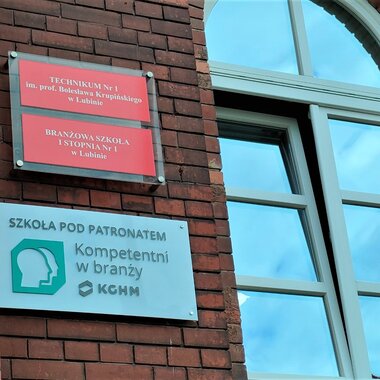 TECHNIKUM Nr 1
im. prof. Bolesława Krupińskiego
w Lubinie
BRANŻOWA SZKOŁA
I STOPNIA Nr 1
w Lubinie
SZKOŁA POD PATRONATEM
Kompetentni
w branży
KGHM